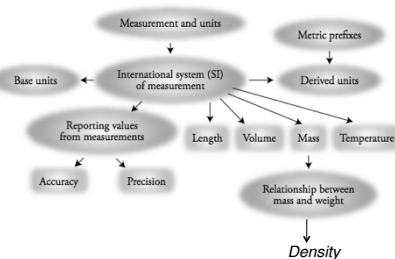 Measurement and units
Metric prefixes
Base units
International system (SI)
of measurement
Derived units
Reporting values
from measurements
Length
Volume
Mass
Temperature
Accuracy
Precision
Relationship between
mass and weight
Density